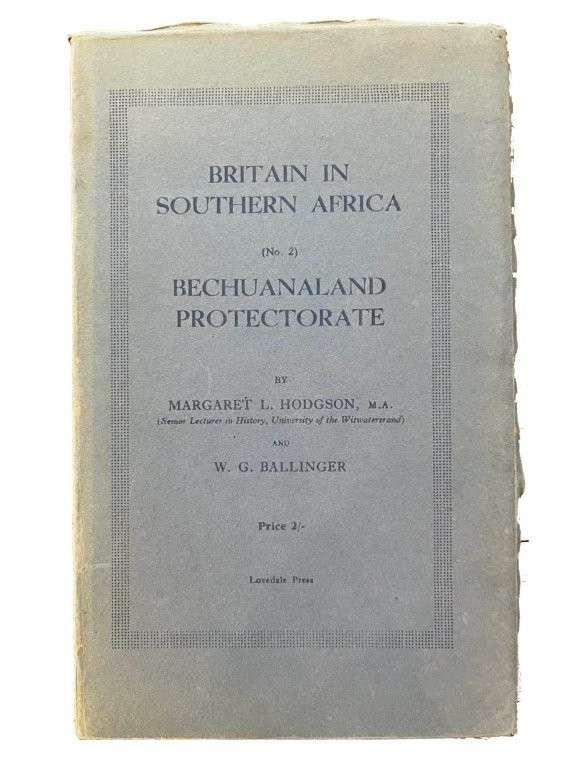 BRITAIN IN
SOUTHERN AFRICA
(No. 2)
BECHUANALAND
PROTECTORATE
BY
MARGARET L. HODGSON, M.A.
(Senior Lecturer in History, University of the Witwatersrand)
AND
W. G. BALLINGER
Price 2/-
Lovedale Press